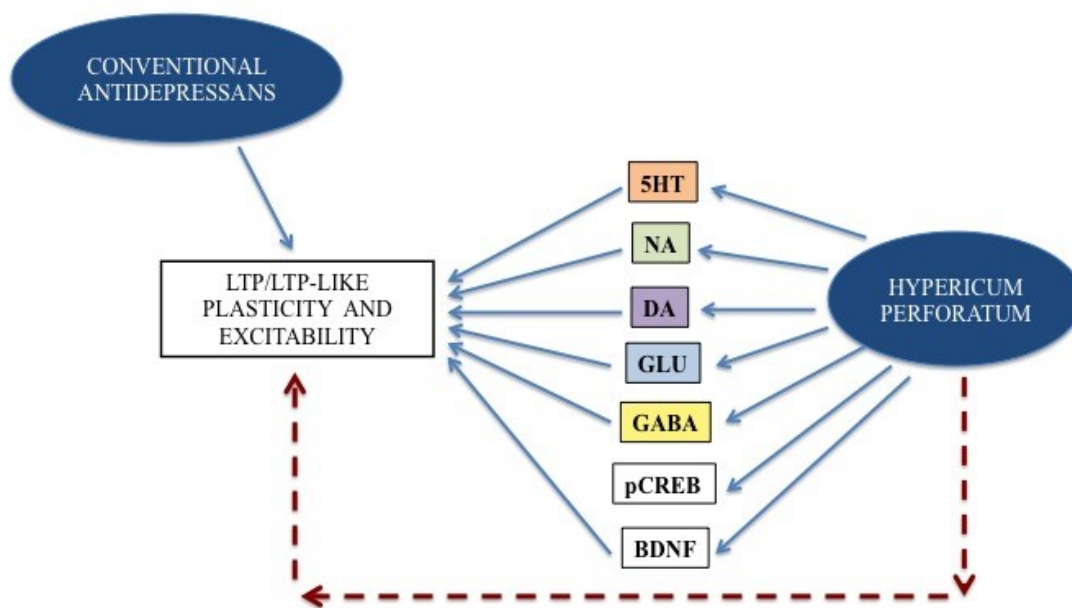 CONVENTIONAL
ANTIDEPRESSANS
5HT
NA
LTP/LTP-LIKE
PLASTICITY AND
EXCITABILITY
HYPERICUM
PERFORATUM
DA
GLU
GABA
pCREB
BDNF